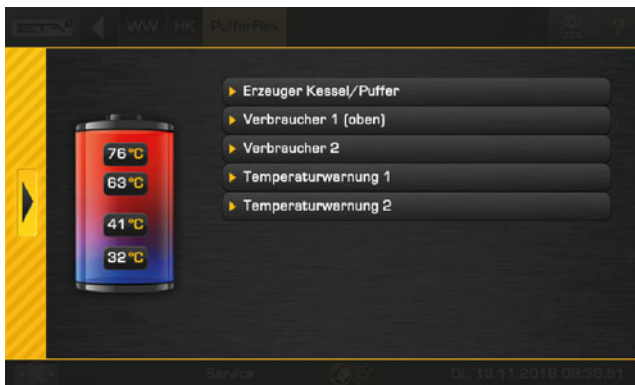 ETA
WW HK PufferFlex
Erzeuger Kessel/Puffer
Verbraucher 1 (oben)
Verbraucher 2
Temperaturwarnung 1
Temperaturwarnung 2
76°C
63°C
41°C
32°C
Service
DI. 13.11.2018 09:36:51